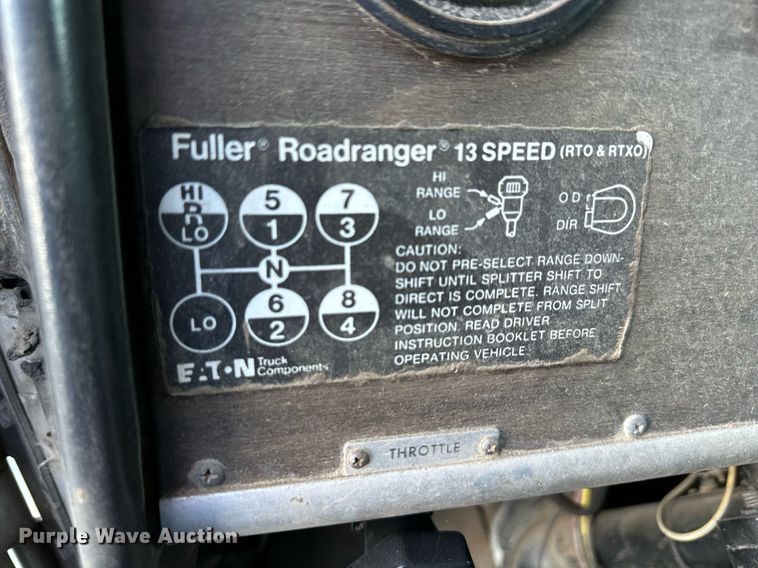 Fuller® Roadranger® 13 SPEED (RTO & RTXO)
HI
R
LO
5
1
7
3
N
LO
6
2
8
4
HI
RANGE
LO
RANGE
O D
DIR
CAUTION:
DO NOT PRE-SELECT RANGE DOWN-
SHIFT UNTIL SPLITTER SHIFT TO
DIRECT IS COMPLETE. RANGE SHIFT
WILL NOT COMPLETE FROM SPLIT
POSITION. READ DRIVER
INSTRUCTION BOOKLET BEFORE
OPERATING VEHICLE
EAT•N Truck
Components
THROTTLE
Purple Wave Auction